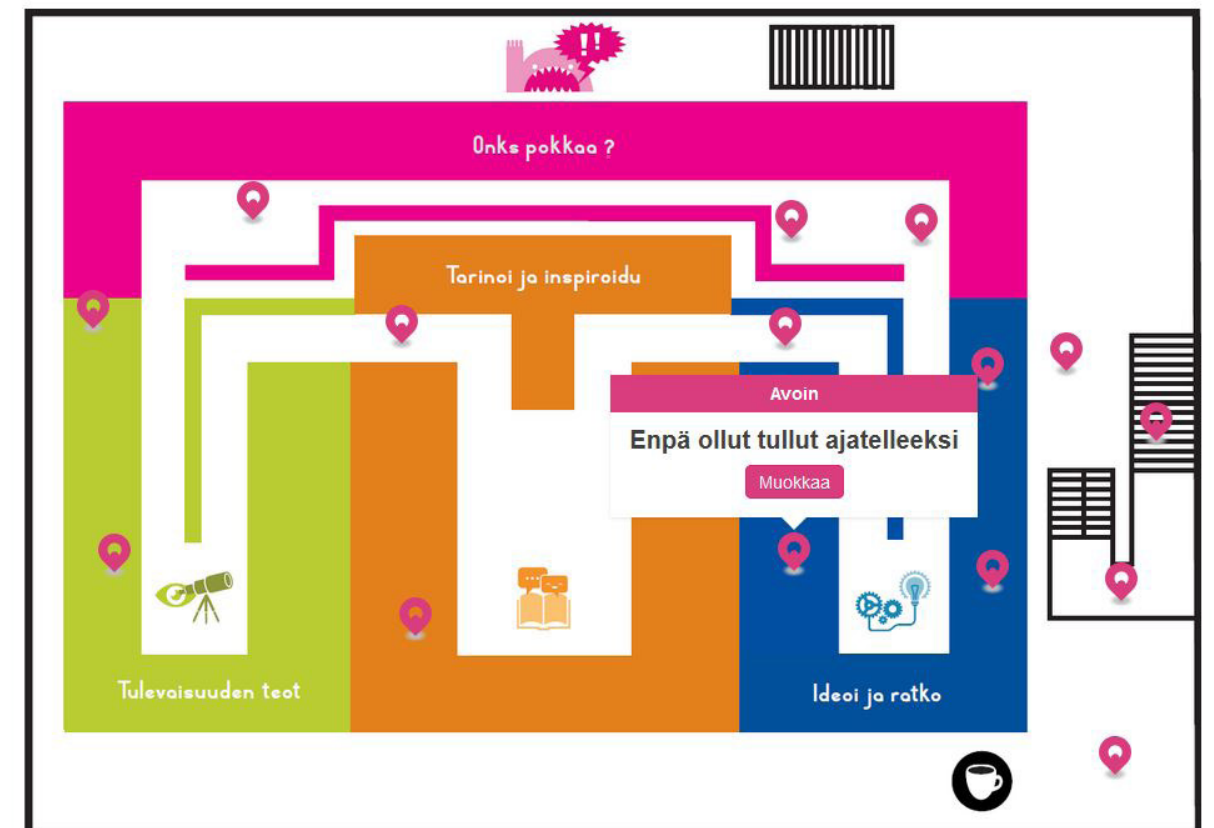 !!
Onks pokkaa ?
Tarinoi ja inspiroidu
Avoin
Enpä ollut tullut ajatelleeksi
Muokkaa
Tulevaisuuden teot
Ideoi ja ratko